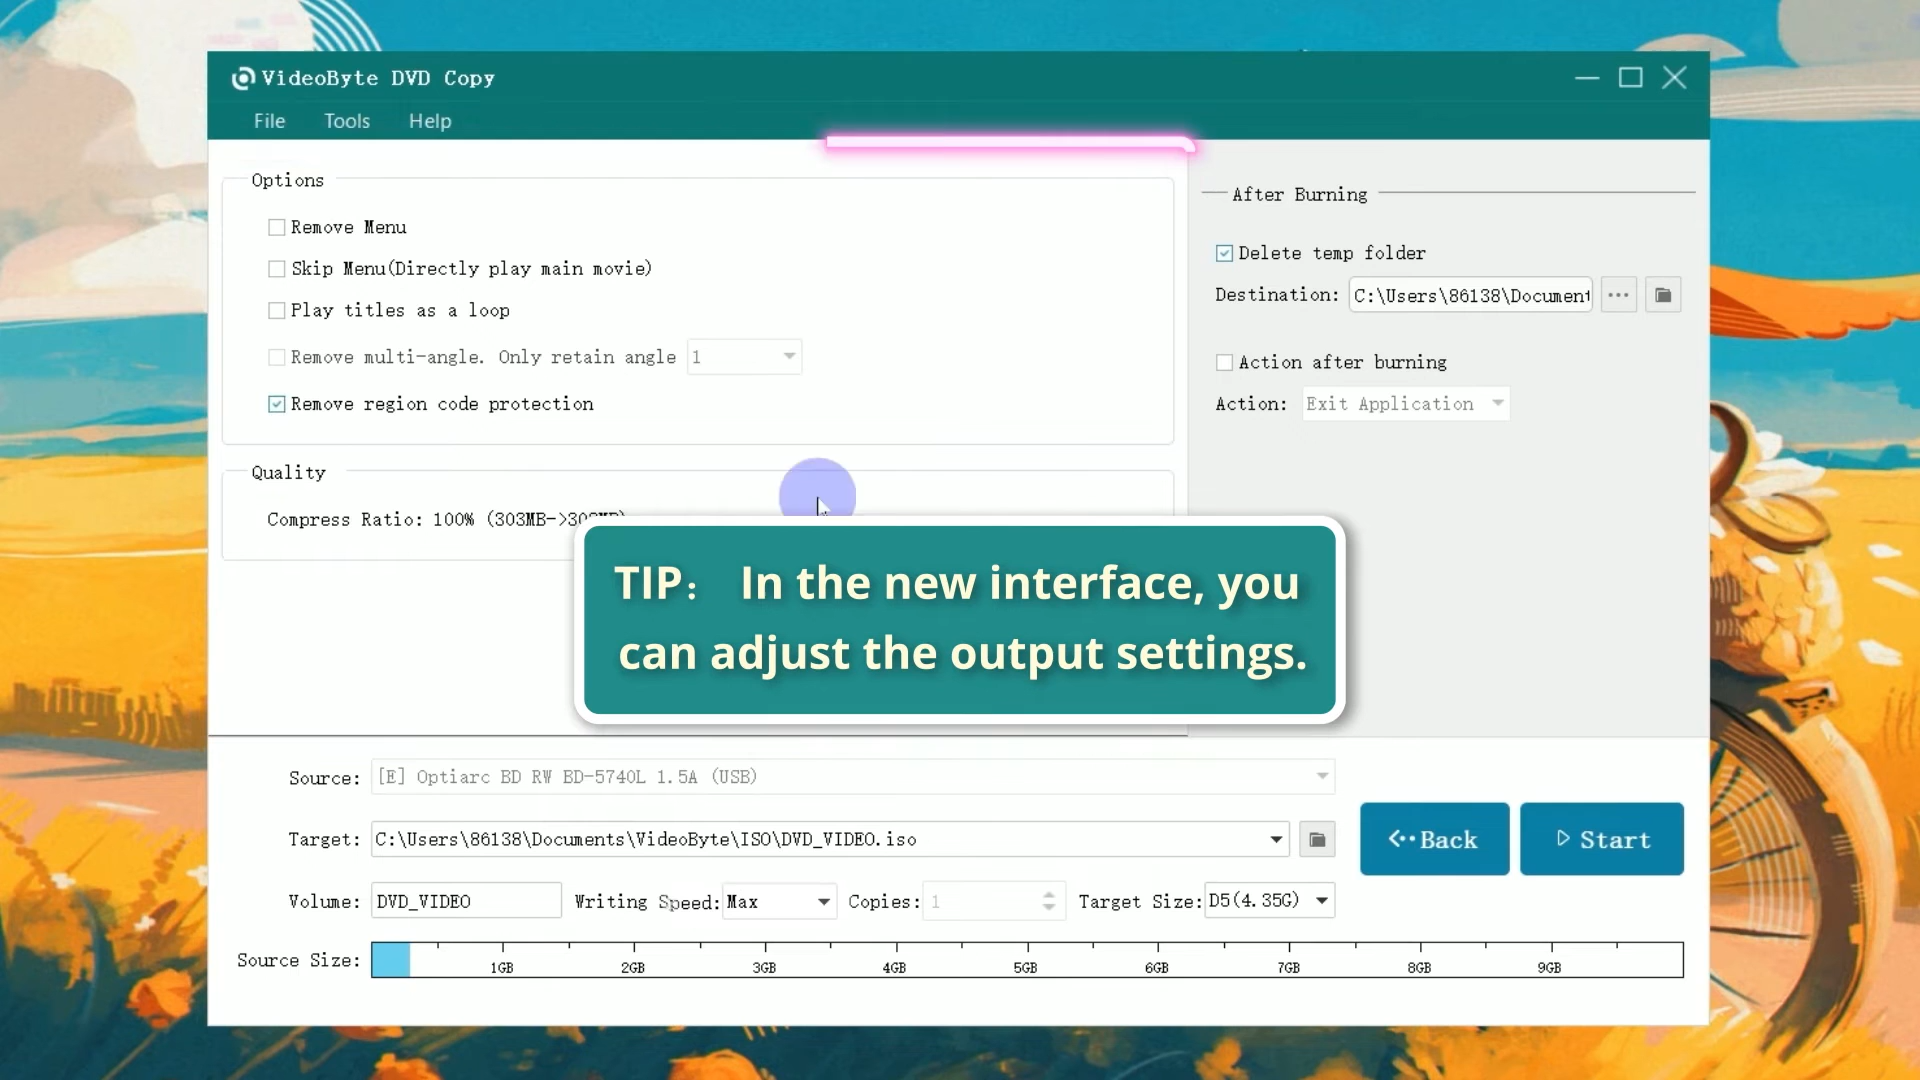 VideoByte DVD Copy
File Tools Help
Options
Remove Menu
Skip Menu(Directly play main movie)
Play titles as a loop
Remove multi-angle. Only retain angle 1
Remove region code protection
Quality
Compress Ratio: 100% (303MB->303MB)
After Burning
Delete temp folder
Destination: C:\Users\86138\Document
Action after burning
Action: Exit Application
TIP： In the new interface, you
can adjust the output settings.
Source: [E] Optiarc BD RW BD-5740L 1.5A (USB)
Target: C:\Users\86138\Documents\VideoByte\ISO\DVD_VIDEO.iso
Back
Start
Volume: DVD_VIDEO Writing Speed: Max Copies: 1 Target Size: D5(4.35G)
Source Size: 1GB 2GB 3GB 4GB 5GB 6GB 7GB 8GB 9GB